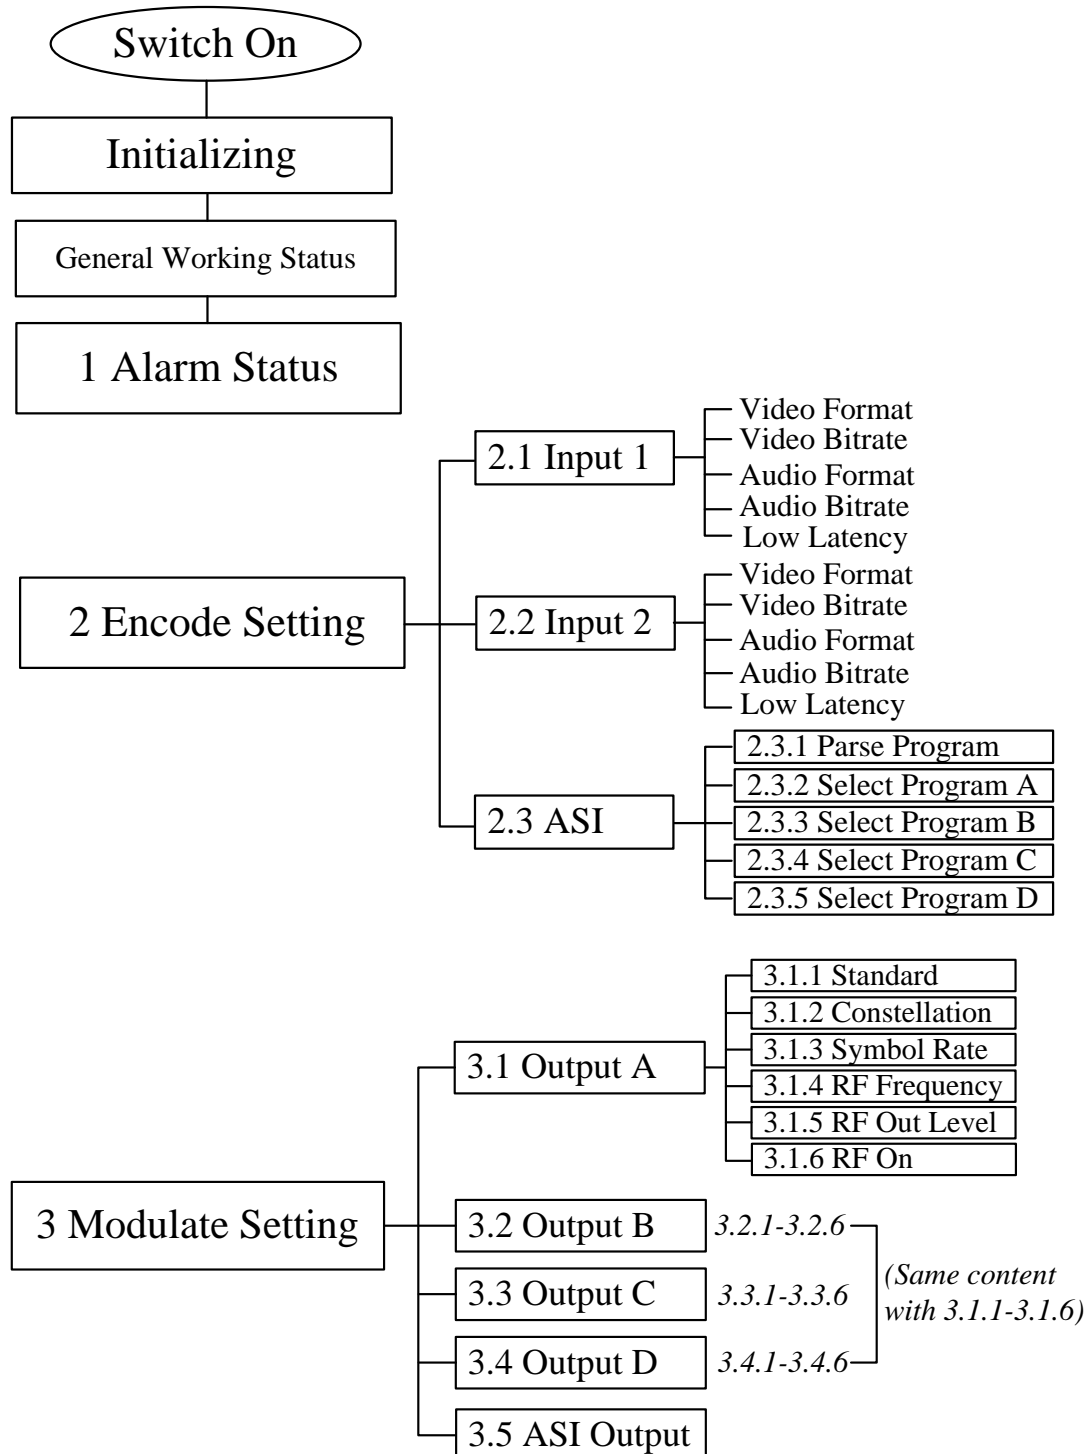 Switch On
Initializing
General Working Status
1 Alarm Status
2 Encode Setting
2.1 Input 1
Video Format
Video Bitrate
Audio Format
Audio Bitrate
Low Latency
2.2 Input 2
Video Format
Video Bitrate
Audio Format
Audio Bitrate
Low Latency
2.3 ASI
2.3.1 Parse Program
2.3.2 Select Program A
2.3.3 Select Program B
2.3.4 Select Program C
2.3.5 Select Program D
3 Modulate Setting
3.1 Output A
3.1.1 Standard
3.1.2 Constellation
3.1.3 Symbol Rate
3.1.4 RF Frequency
3.1.5 RF Out Level
3.1.6 RF On
3.2 Output B
3.2.1-3.2.6
3.3 Output C
3.3.1-3.3.6
3.4 Output D
3.4.1-3.4.6
(Same content
with 3.1.1-3.1.6)
3.5 ASI Output